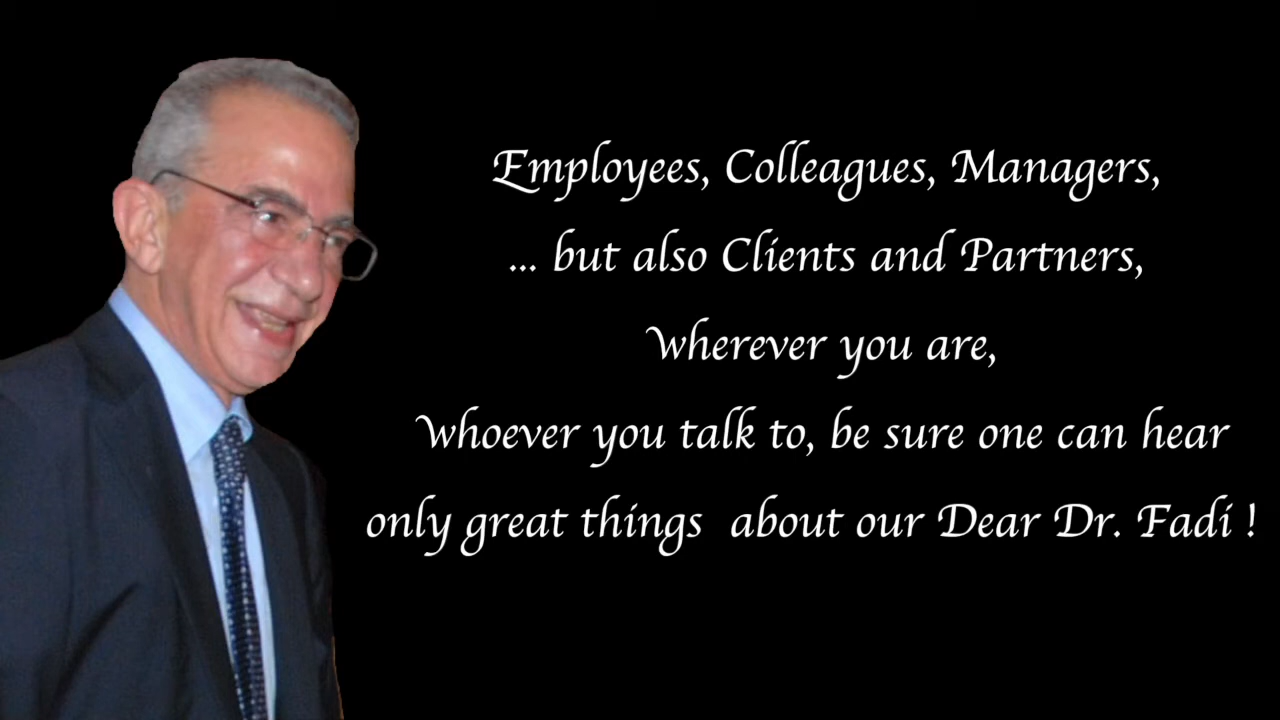 Employees, Colleagues, Managers,
... but also Clients and Partners,
Wherever you are,
Whoever you talk to, be sure one can hear
only great things  about our Dear Dr. Fadi !